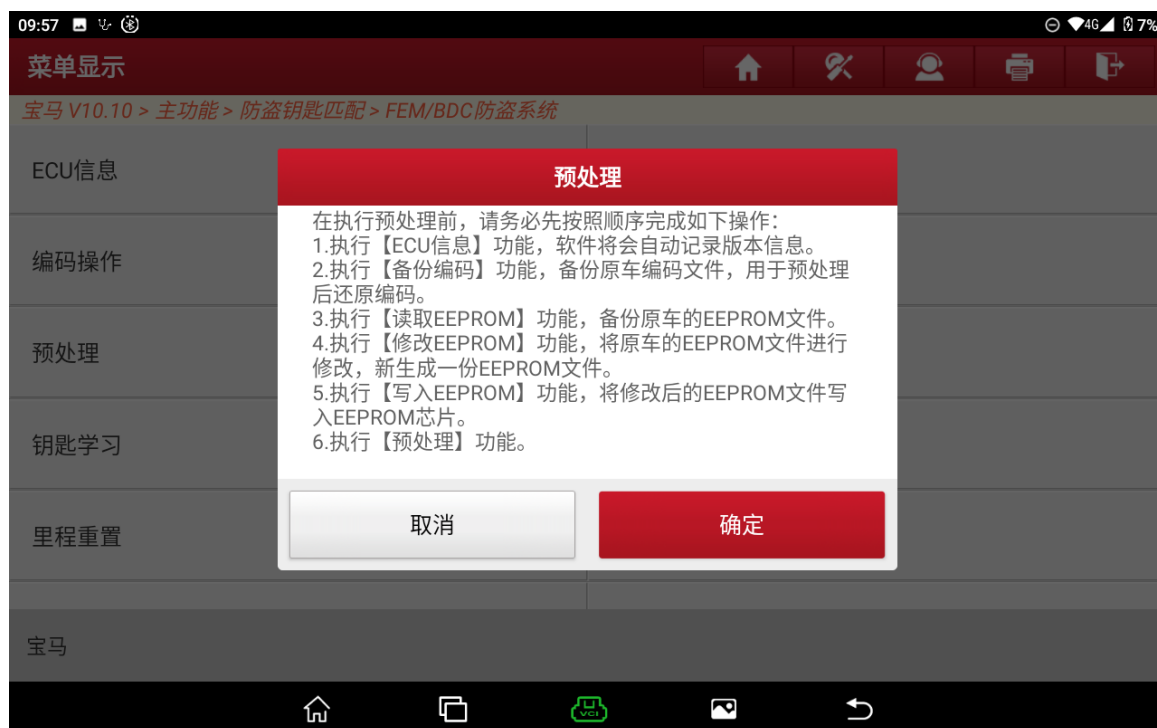 09:57
4G 7%
菜单显示
宝马 V10.10 > 主功能 > 防盗钥匙匹配 > FEM/BDC防盗系统
ECU信息
编码操作
预处理
钥匙学习
里程重置
预处理
在执行预处理前，请务必先按照顺序完成如下操作：
1.执行【ECU信息】功能，软件将会自动记录版本信息。
2.执行【备份编码】功能，备份原车编码文件，用于预处理
后还原编码。
3.执行【读取EEPROM】功能，备份原车的EEPROM文件。
4.执行【修改EEPROM】功能，将原车的EEPROM文件进行
修改，新生成一份EEPROM文件。
5.执行【写入EEPROM】功能，将修改后的EEPROM文件写
入EEPROM芯片。
6.执行【预处理】功能。
取消
确定
宝马
VCI